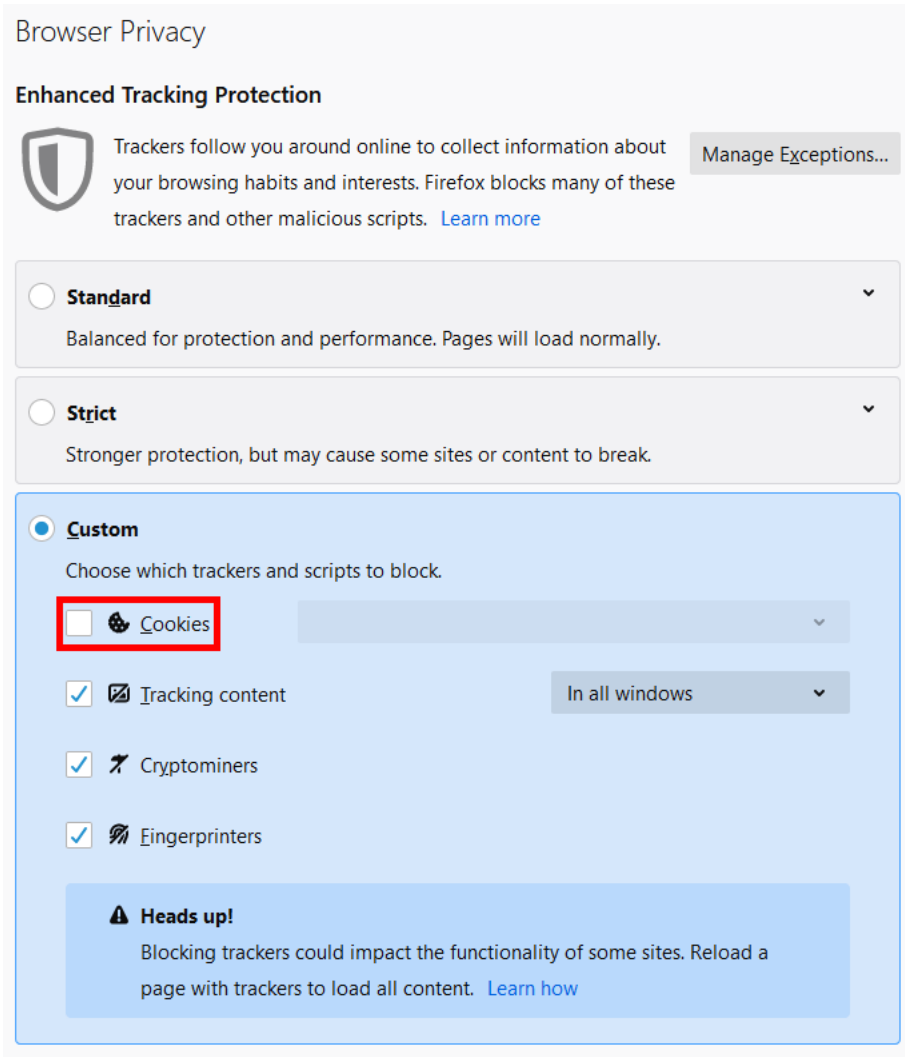 Browser Privacy
Enhanced Tracking Protection
Trackers follow you around online to collect information about
your browsing habits and interests. Firefox blocks many of these
trackers and other malicious scripts. Learn more
Manage Exceptions...
Standard
Balanced for protection and performance. Pages will load normally.
Strict
Stronger protection, but may cause some sites or content to break.
Custom
Choose which trackers and scripts to block.
Cookies
Tracking content
In all windows
Cryptominers
Fingerprinters
Heads up!
Blocking trackers could impact the functionality of some sites. Reload a
page with trackers to load all content. Learn how